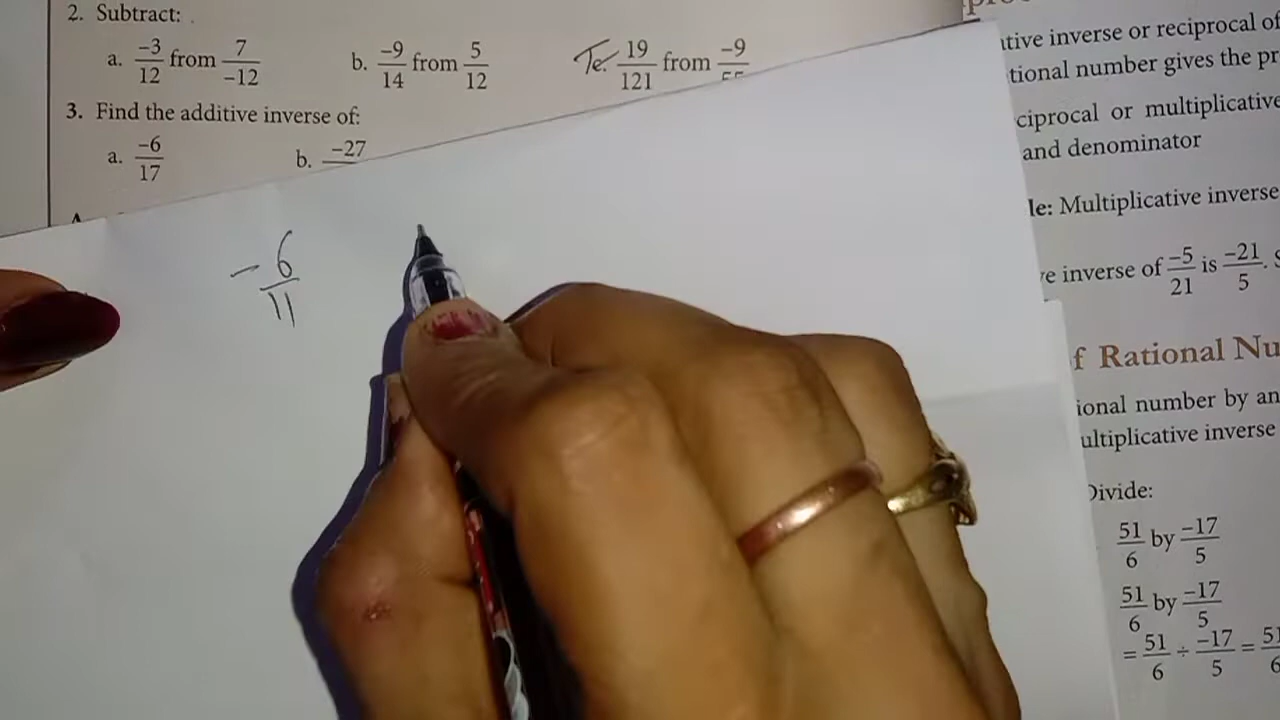 2. Subtract:
a. -3/12 from 7/-12 b. -9/14 from 5/12 19/121 from -9/55
3. Find the additive inverse of:
a. -6/17 b. -27
-6/11
tive inverse or reciprocal of
tional number gives the pr
ciprocal or multiplicative
and denominator
le: Multiplicative inverse
e inverse of -5/21 is -21/5. S
f Rational Nu
ional number by an
ultiplicative inverse
Divide:
51/6 by -17/5
51/6 by -17/5
= 51/6 ÷ -17/5 = 51/6